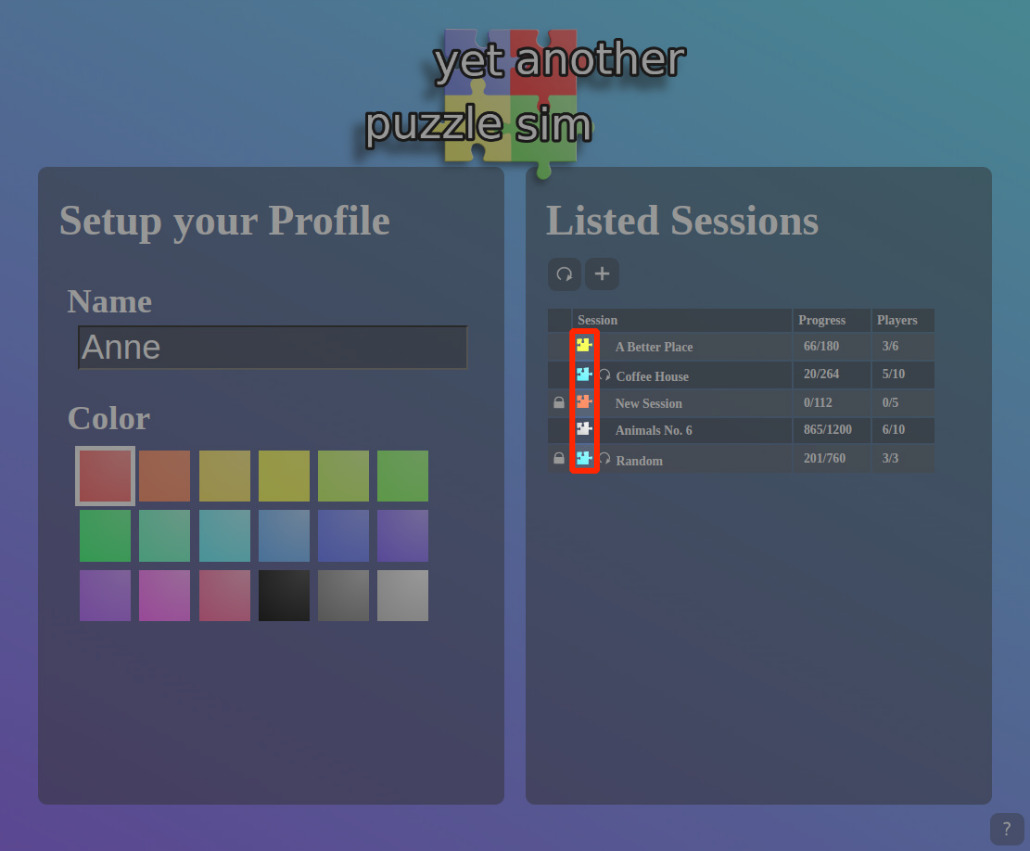 yet another
puzzle sim
Setup your Profile
Name
Anne
Color
Listed Sessions
+
Session Progress Players
A Better Place 66/180 3/6
Coffee House 20/264 5/10
New Session 0/112 0/5
Animals No. 6 865/1200 6/10
Random 201/760 3/3
?